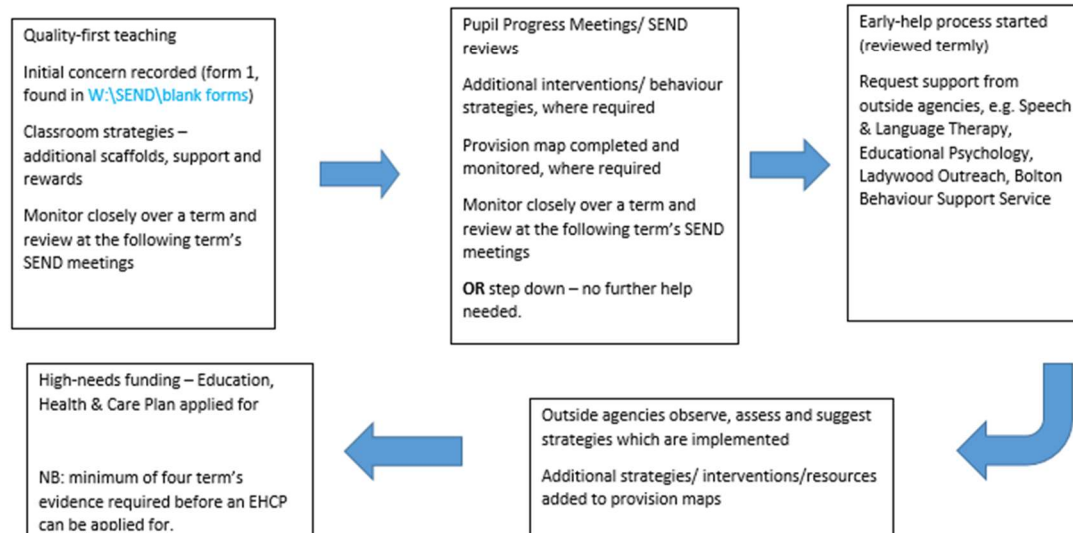 Quality-first teaching
Initial concern recorded (form 1,
found in W:\SEND\blank forms)
Classroom strategies –
additional scaffolds, support and
rewards
Monitor closely over a term and
review at the following term's
SEND meetings
Pupil Progress Meetings/ SEND
reviews
Additional interventions/ behaviour
strategies, where required
Provision map completed and
monitored, where required
Monitor closely over a term and
review at the following term's
SEND meetings
OR step down – no further help
needed.
Early-help process started
(reviewed termly)
Request support from
outside agencies, e.g. Speech
& Language Therapy,
Educational Psychology,
Ladywood Outreach, Bolton
Behaviour Support Service
Outside agencies observe, assess and suggest
strategies which are implemented
Additional strategies/ interventions/resources
added to provision maps
High-needs funding – Education,
Health & Care Plan applied for
NB: minimum of four term's
evidence required before an EHCP
can be applied for.